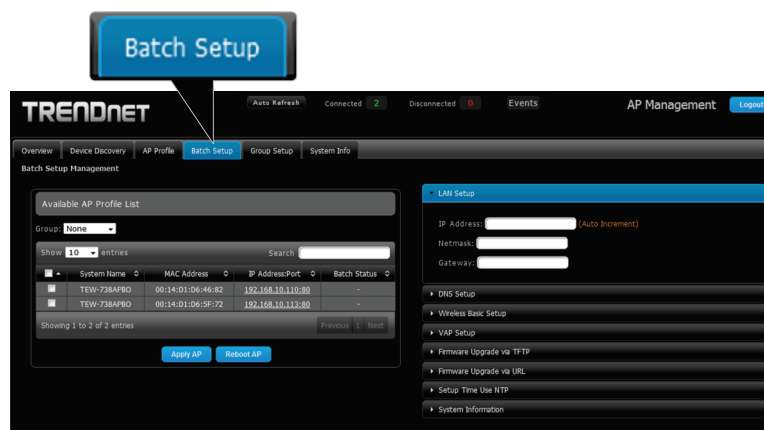 Batch Setup
TRENDnET
Auto Refresh Connected 2 Disconnected 0 Events AP Management Logout
Overview Device Discovery AP Profile Batch Setup Group Setup System Info
Batch Setup Management
Available AP Profile List
Group: None
Show 10 entries Search
System Name MAC Address IP Address:Port Batch Status
TEW-738APBO 00:14:D1:D6:46:82 192.168.10.110:80 -
TEW-738APBO 00:14:D1:D6:5F:72 192.168.10.113:80 -
Showing 1 to 2 of 2 entries Previous 1 Next
Apply AP Reboot AP
LAN Setup
IP Address: (Auto Increment)
Netmask:
Gateway:
DNS Setup
Wireless Basic Setup
VAP Setup
Firmware Upgrade via TFTP
Firmware Upgrade via URL
Setup Time Use NTP
System Information